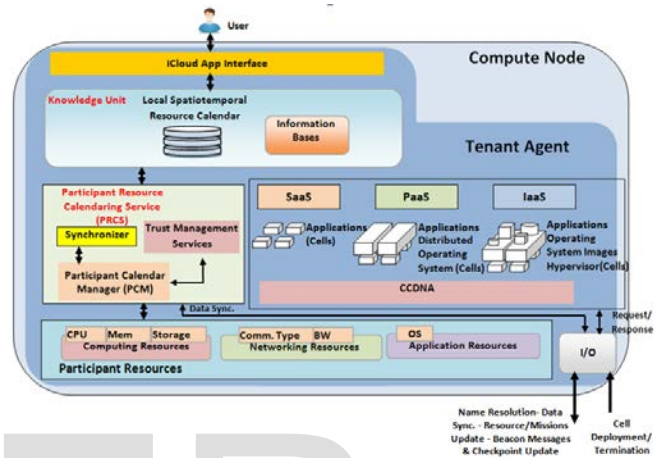 User
iCloud App Interface
Compute Node
Knowledge Unit
Local Spatiotemporal
Resource Calendar
Information
Bases
Tenant Agent
Participant Resource
Calendaring Service
(PRCS)
Synchronizer
Trust Management
Services
Participant Calendar
Manager (PCM)
SaaS
PaaS
IaaS
Applications
(Cells)
Applications
Distributed
Operating
System (Cells)
Applications
Operating
System Images
Hypervisor(Cells)
CCDNA
Data Sync.
Request/
Response
CPU
Mem
Storage
Computing Resources
Comm. Type
BW
Networking Resources
OS
Application Resources
Participant Resources
I/O
Name Resolution- Data
Sync. - Resource/Missions
Update - Beacon Messages
& Checkpoint Update
Cell
Deployment/
Termination